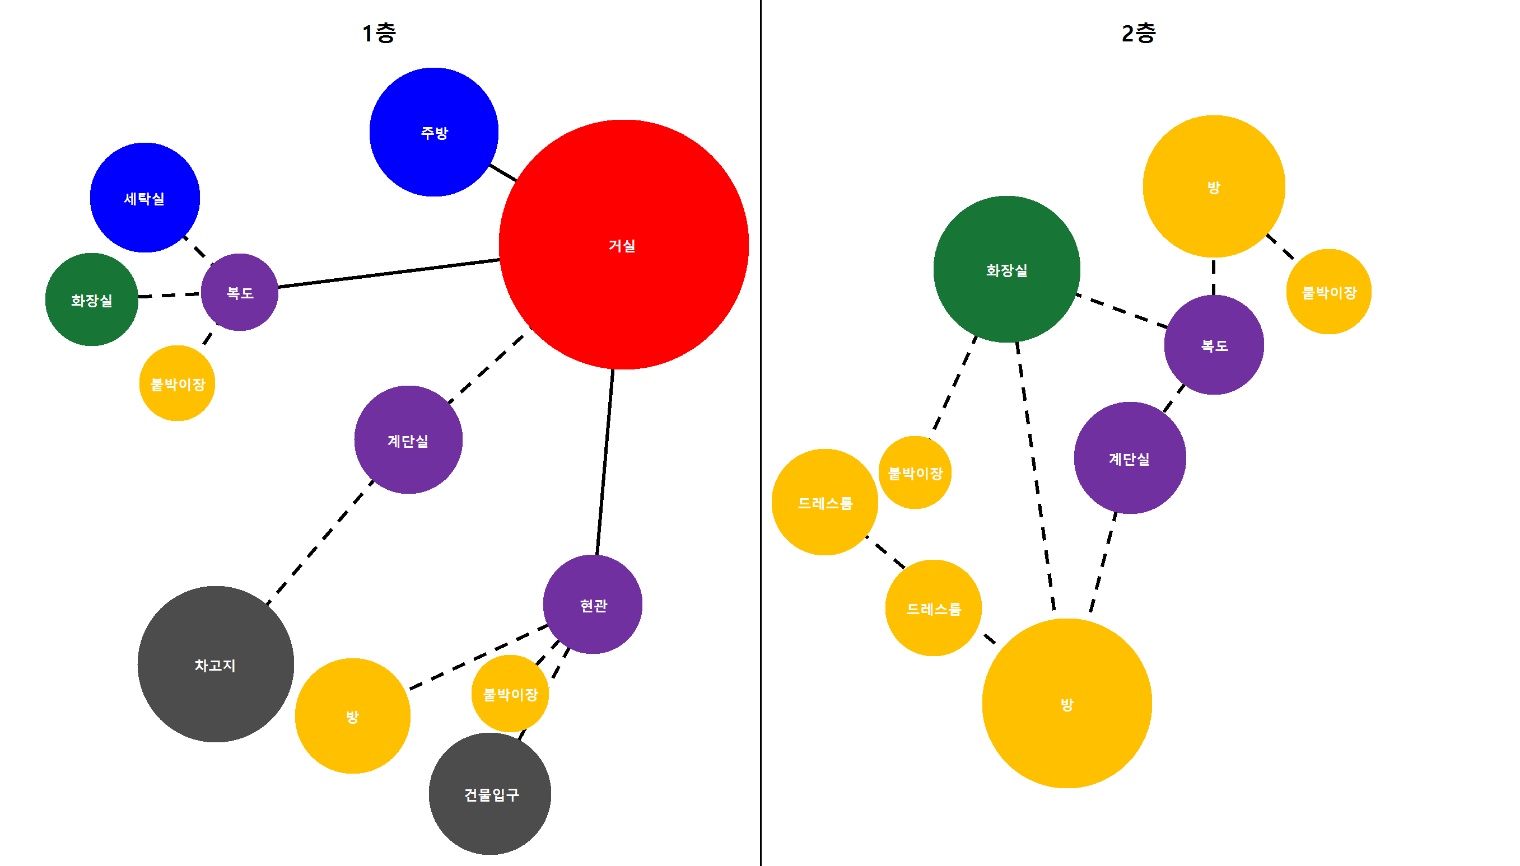 1층
주방
세탁실
거실
화장실
복도
붙박이장
계단실
현관
차고지
방
붙박이장
건물입구
2층
방
화장실
붙박이장
복도
계단실
붙박이장
드레스룸
드레스룸
방